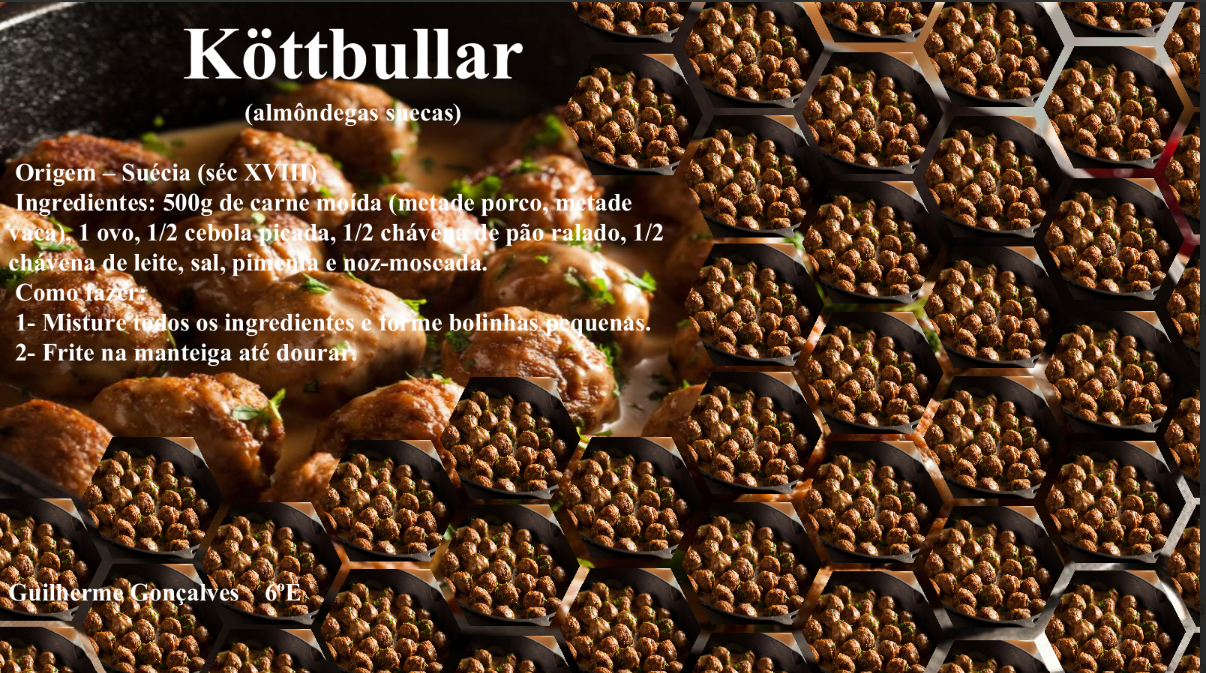 Köttbullar
(almôndegas suecas)
Origem – Suécia (séc XVIII)
Ingredientes: 500g de carne moída (metade porco, metade
vaca), 1 ovo, 1/2 cebola picada, 1/2 chávena de pão ralado, 1/2
chávena de leite, sal, pimenta e noz-moscada.
Como fazer:
1- Misture todos os ingredientes e forme bolinhas pequenas.
2- Frite na manteiga até dourar.
Guilherme Gonçalves 6ºE